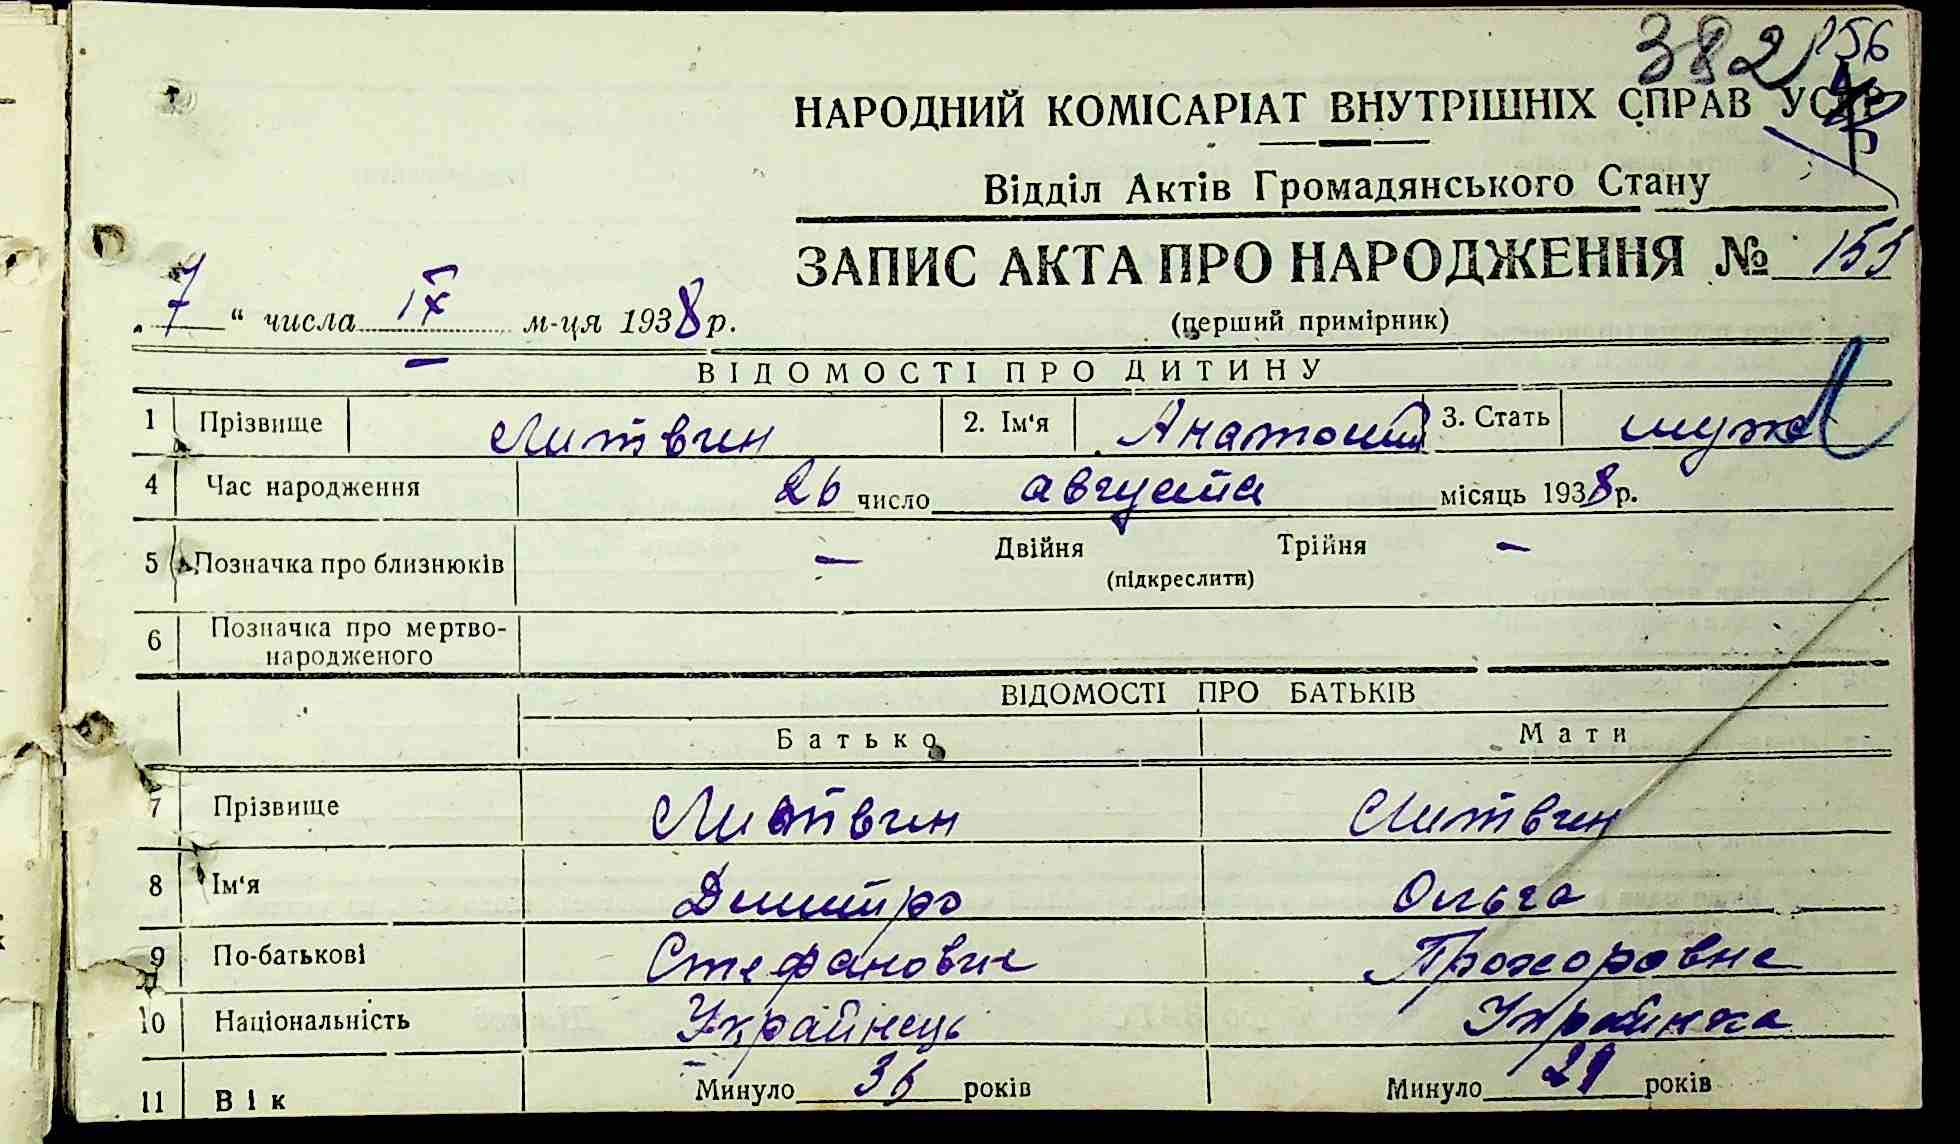 382 156
НАРОДНИЙ КОМІСАРІАТ ВНУТРІШНІХ СПРАВ УСРР
Відділ Актів Громадянського Стану
ЗАПИС АКТА ПРО НАРОДЖЕННЯ № 155
„ 7 “ числа IX м-ця 1938 р.
(перший примірник)
ВІДОМОСТІ ПРО ДИТИНУ
1 Прізвище Литвин 2. Ім‘я Анатолий 3. Стать муж
4 Час народження 26 число августа місяць 1938 р.
5 Позначка про близнюків — Двійня Трійня —
(підкреслити)
6 Позначка про мертво-
народженого
ВІДОМОСТІ ПРО БАТЬКІВ
Батько Мати
7 Прізвище Литвин Литвин
8 Ім‘я Дмитро Ольга
9 По-батькові Стефанович Прохоровна
10 Національність Українець Українка
11 Вік Минуло 36 років Минуло 29 років